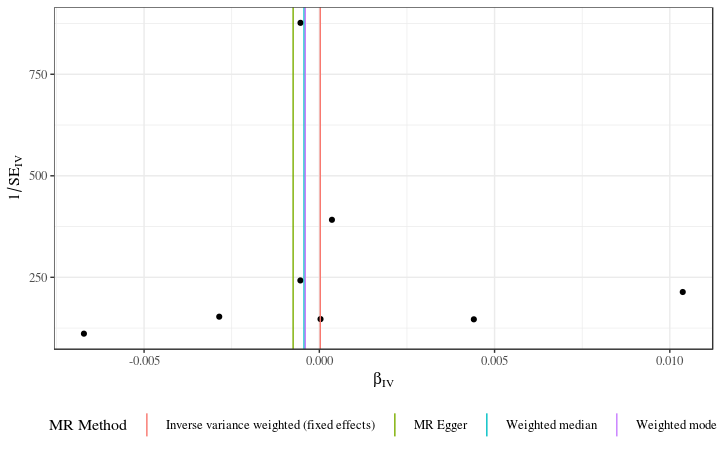 750
500
250
1/SE_IV
-0.005 0.000 0.005 0.010
β_IV
MR Method Inverse variance weighted (fixed effects) MR Egger Weighted median Weighted mode